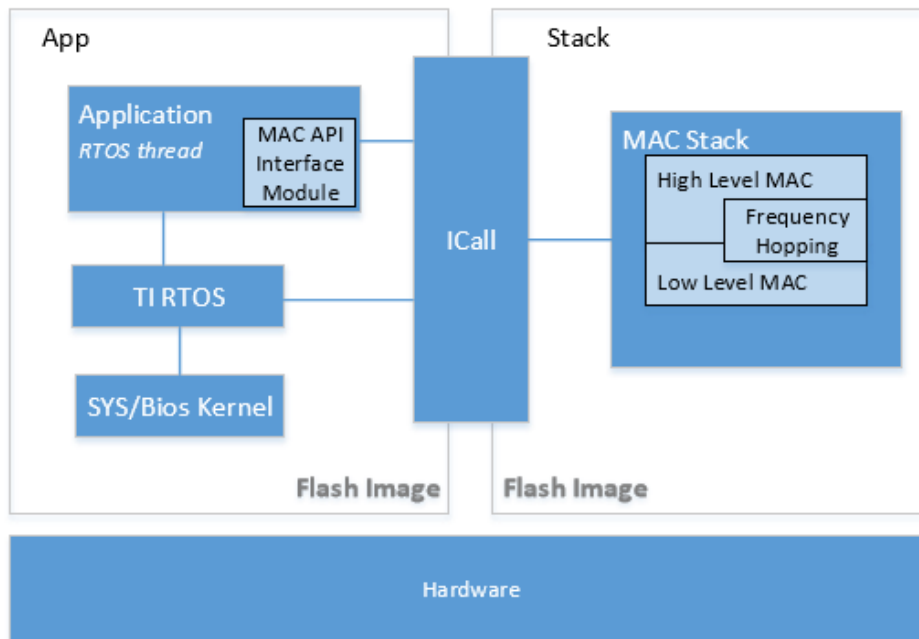 App
Stack
Application
RTOS thread
MAC API
Interface
Module
ICall
MAC Stack
High Level MAC
Frequency
Hopping
Low Level MAC
TI RTOS
SYS/Bios Kernel
Flash Image
Flash Image
Hardware